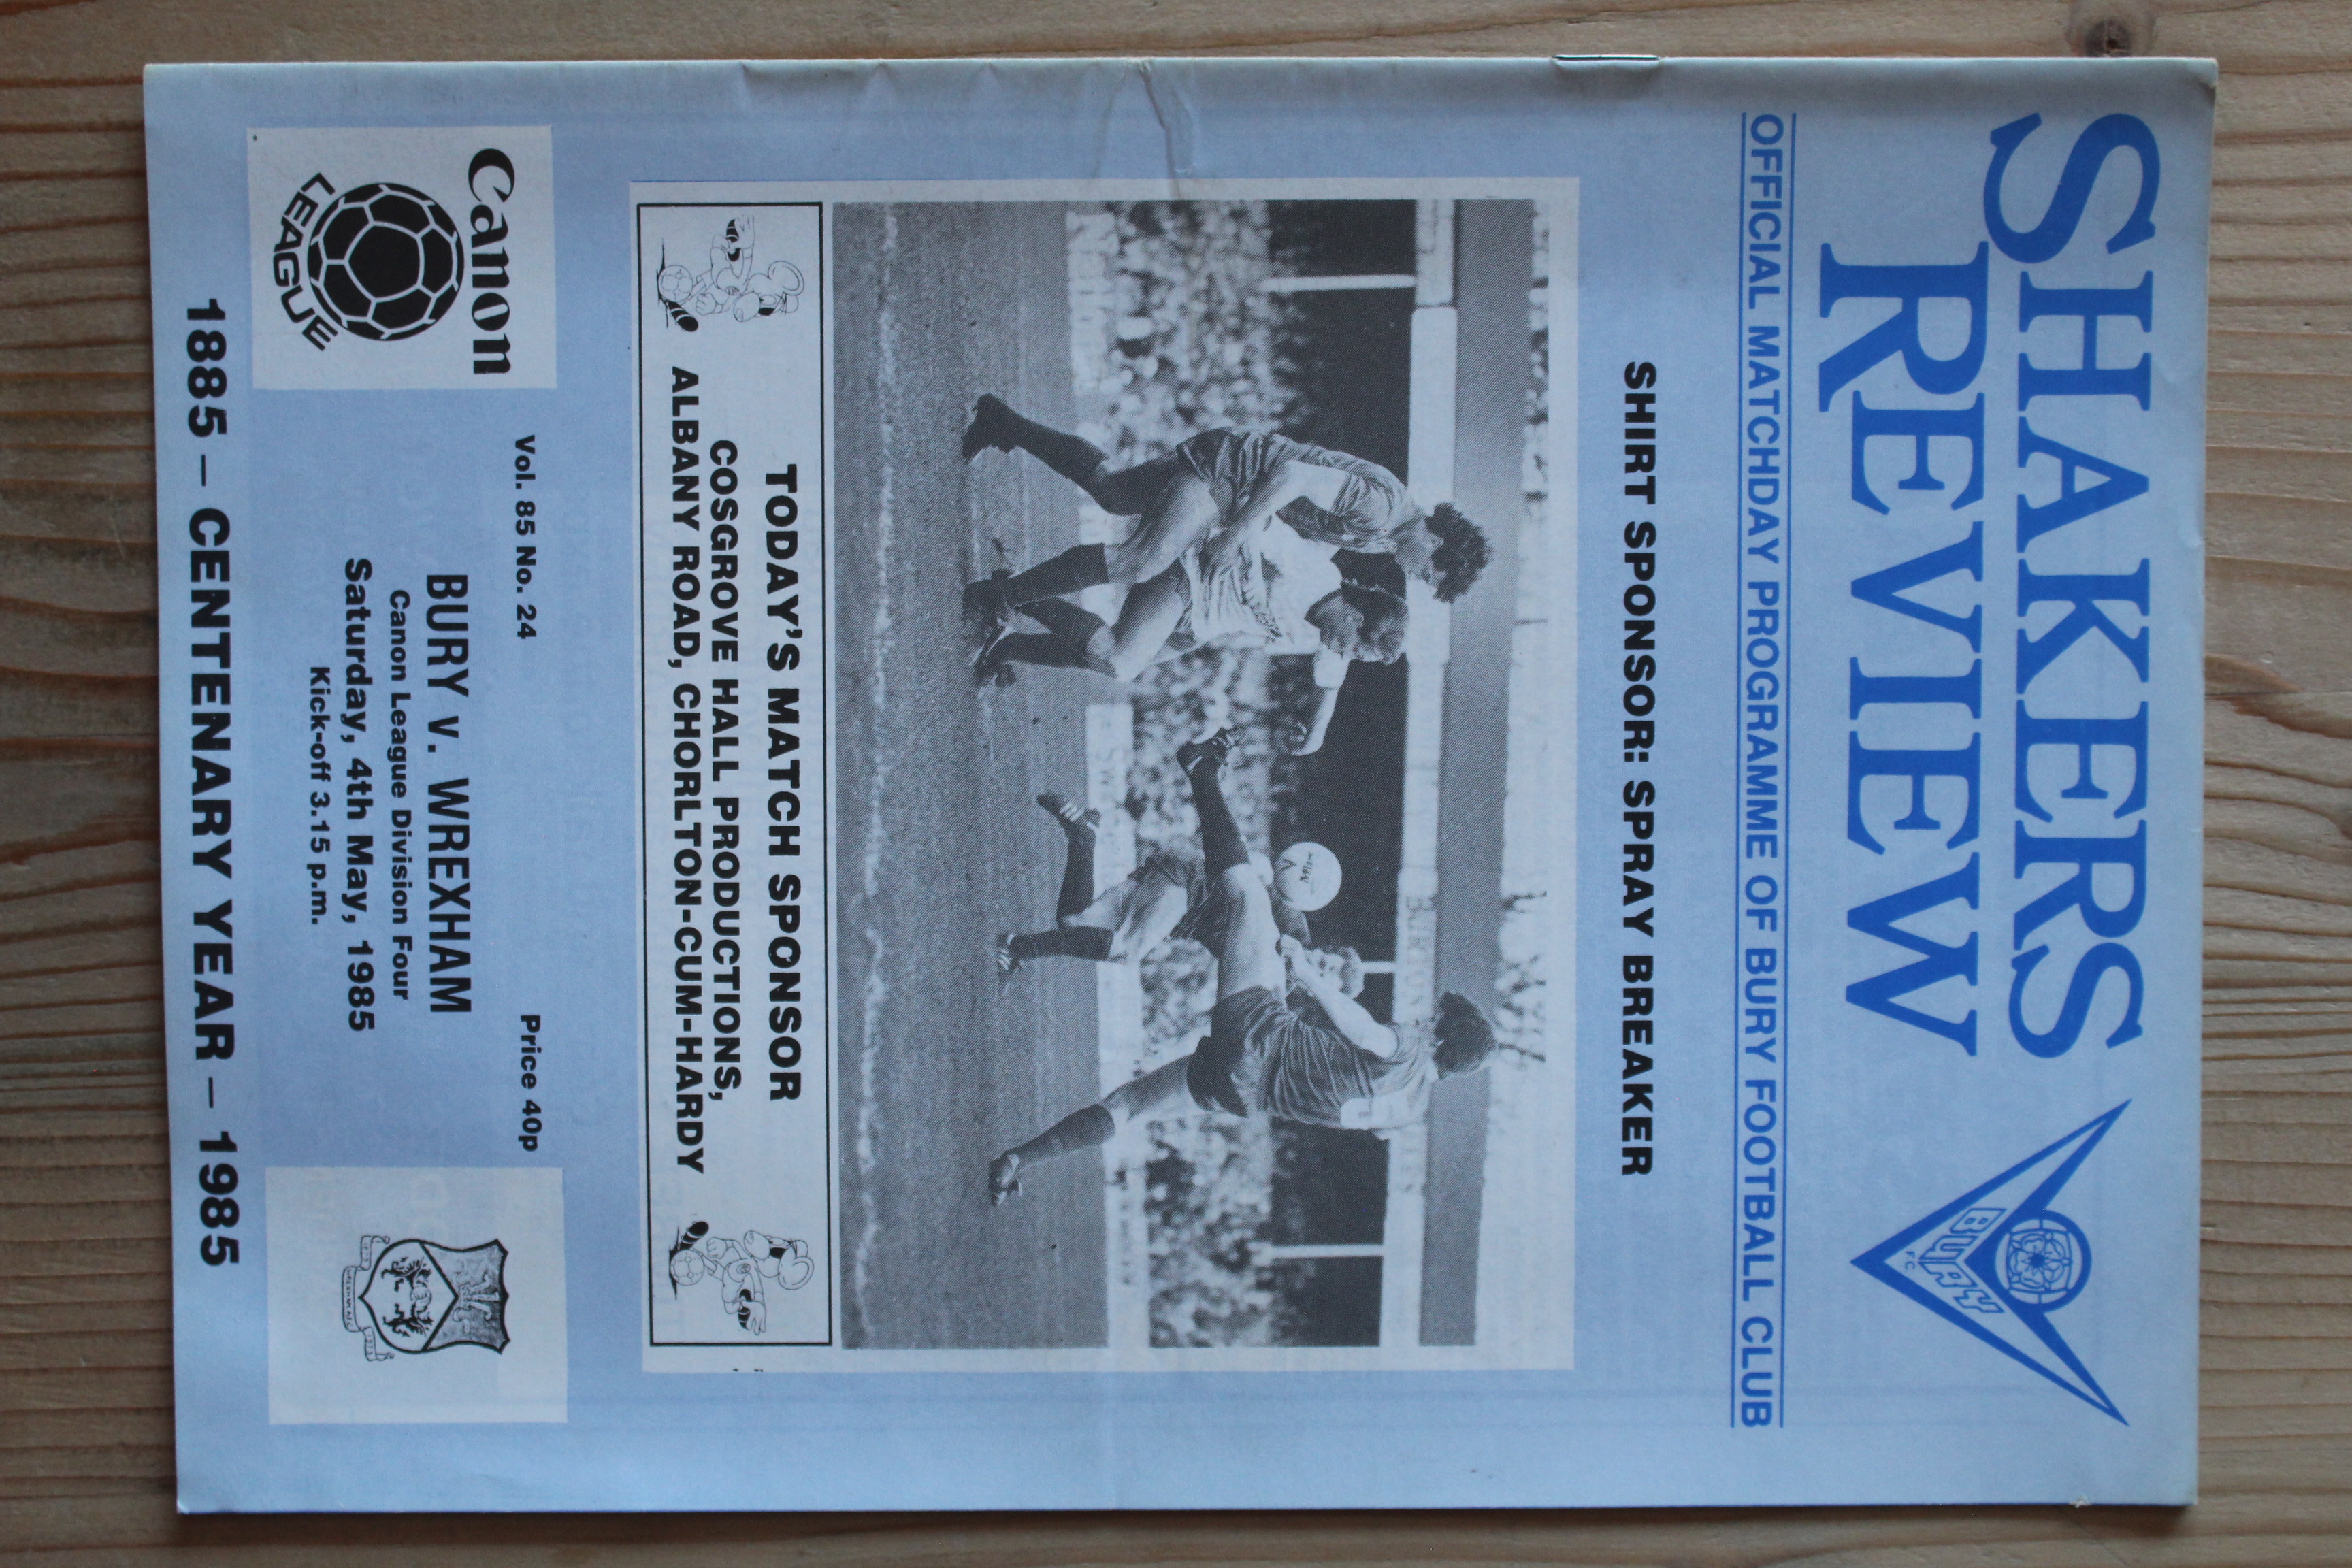 SHAKERS
REVIEW
BURY
F.C.
OFFICIAL MATCHDAY PROGRAMME OF BURY FOOTBALL CLUB
SHIRT SPONSOR: SPRAY BREAKER
TODAY'S MATCH SPONSOR
COSGROVE HALL PRODUCTIONS,
ALBANY ROAD, CHORLTON-CUM-HARDY
Canon
LEAGUE
Vol. 85 No. 24
Price 40p
BURY v. WREXHAM
Canon League Division Four
Saturday, 4th May, 1985
Kick-off 3.15 p.m.
1885 – CENTENARY YEAR – 1985